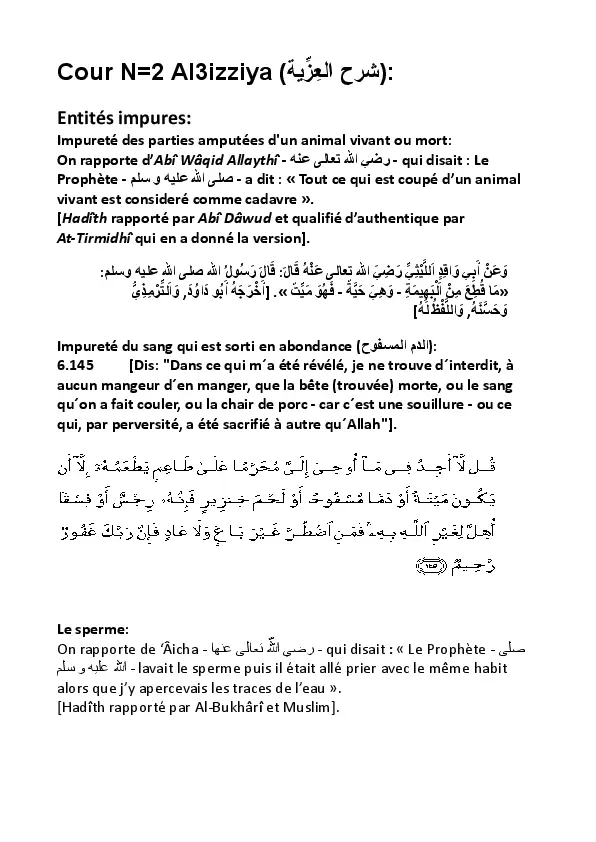 Cour N=2 Al3izziya (شرح العِزِّية):
Entités impures:
Impureté des parties amputées d'un animal vivant ou mort:
On rapporte d’Abî Wâqid Allaythî - رضي الله تعالى عنه - qui disait : Le
Prophète - صلى الله عليه و سلم - a dit : « Tout ce qui est coupé d’un animal
vivant est consideré comme cadavre ».
[Hadîth rapporté par Abî Dâwud et qualifié d’authentique par
At-Tirmidhî qui en a donné la version].
وَعَنْ أَبِي وَاقِدٍ اَللَّيْثِيِّ رَضِيَ الله تعالى عَنْهُ قَالَ: قَالَ رَسُولُ الله صلى الله عليه وسلم:
«مَا قُطِعَ مِنْ اَلْبَهِيمَةِ - وَهِيَ حَيَّةٌ - فَهُوَ مَيِّتٌ ». [أَخْرَجَهُ أَبُو دَاوُدَ, وَاَلتِّرْمِذِيُّ
وَحَسَّنَهُ, وَاللَّفْظُ لَهُ]
Impureté du sang qui est sorti en abondance (الدم المسفوح):
6.145 [Dis: "Dans ce qui m´a été révélé, je ne trouve d´interdit, à
aucun mangeur d´en manger, que la bête (trouvée) morte, ou le sang
qu´on a fait couler, ou la chair de porc - car c´est une souillure - ou ce
qui, par perversité, a été sacrifié à autre qu´Allah"].
قُل لَّآ أَجِدُ فِى مَآ أُوحِىَ إِلَىَّ مُحَرَّمًا عَلَىٰ طَاعِمٍ يَطْعَمُهُۥٓ إِلَّآ أَن
يَكُونَ مَيْتَةً أَوْ دَمًا مَّسْفُوحًا أَوْ لَحْمَ خِنزِيرٍ فَإِنَّهُۥ رِجْسٌ أَوْ فِسْقًا
أُهِلَّ لِغَيْرِ ٱللَّهِ بِهِۦ فَمَنِ ٱضْطُرَّ غَيْرَ بَاغٍ وَلَا عَادٍ فَإِنَّ رَبَّكَ غَفُورٌ
رَّحِيمٌ ﴿١٤٥﴾
Le sperme:
On rapporte de ‘Âicha - رضي الله تعالى عنها - qui disait : « Le Prophète - صلى
الله عليه و سلم - lavait le sperme puis il était allé prier avec le même habit
alors que j’y apercevais les traces de l’eau ».
[Hadîth rapporté par Al-Bukhârî et Muslim].